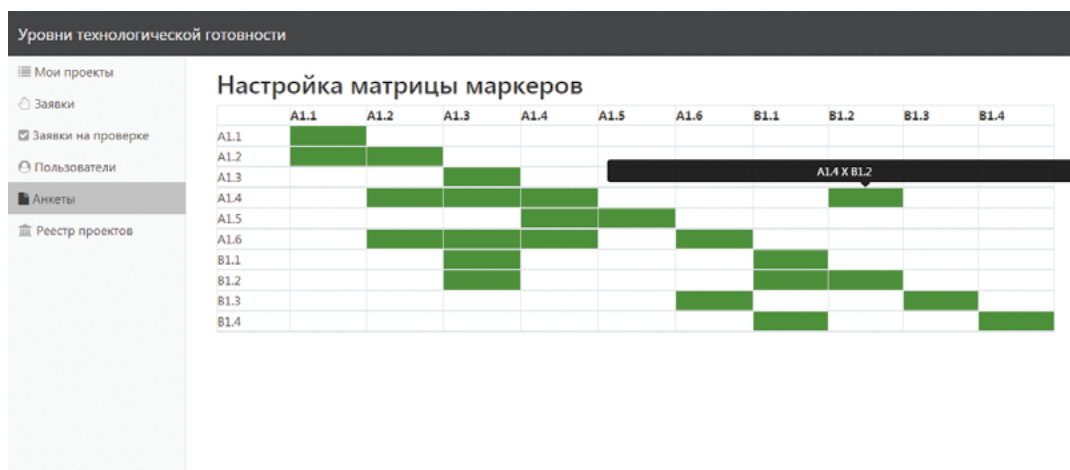 Уровни технологической готовности
Мои проекты
Заявки
Заявки на проверке
Пользователи
Анкеты
Реестр проектов
Настройка матрицы маркеров
A1.1 A1.2 A1.3 A1.4 A1.5 A1.6 B1.1 B1.2 B1.3 B1.4
A1.1
A1.2
A1.3
A1.4 X B1.2
A1.4
A1.5
A1.6
B1.1
B1.2
B1.3
B1.4